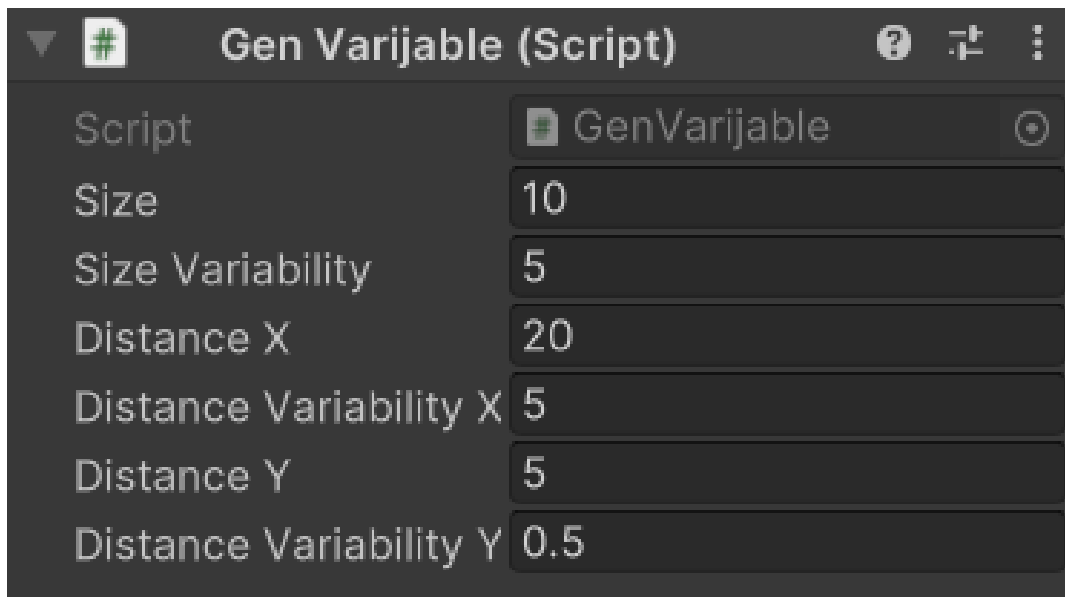 Gen Varijable (Script)
Script GenVarijable
Size 10
Size Variability 5
Distance X 20
Distance Variability X 5
Distance Y 5
Distance Variability Y 0.5